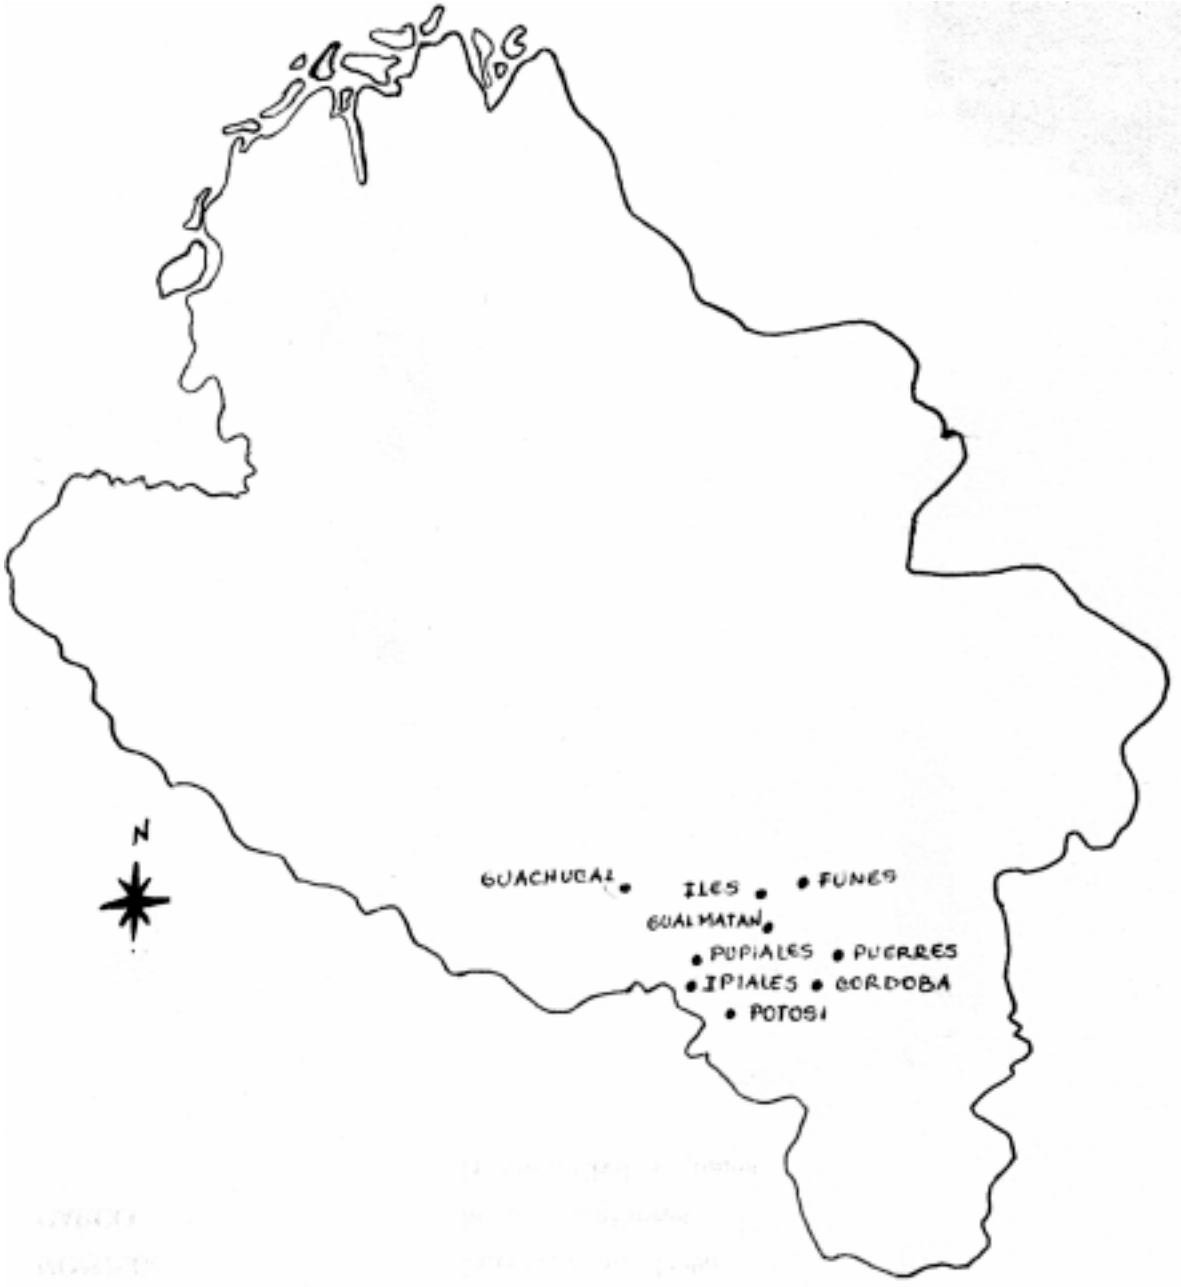 N
GUACHUCAL
ILES
FUNES
GUALMATAN
PUPIALES
PUERRES
IPIALES
CORDOBA
POTOSI